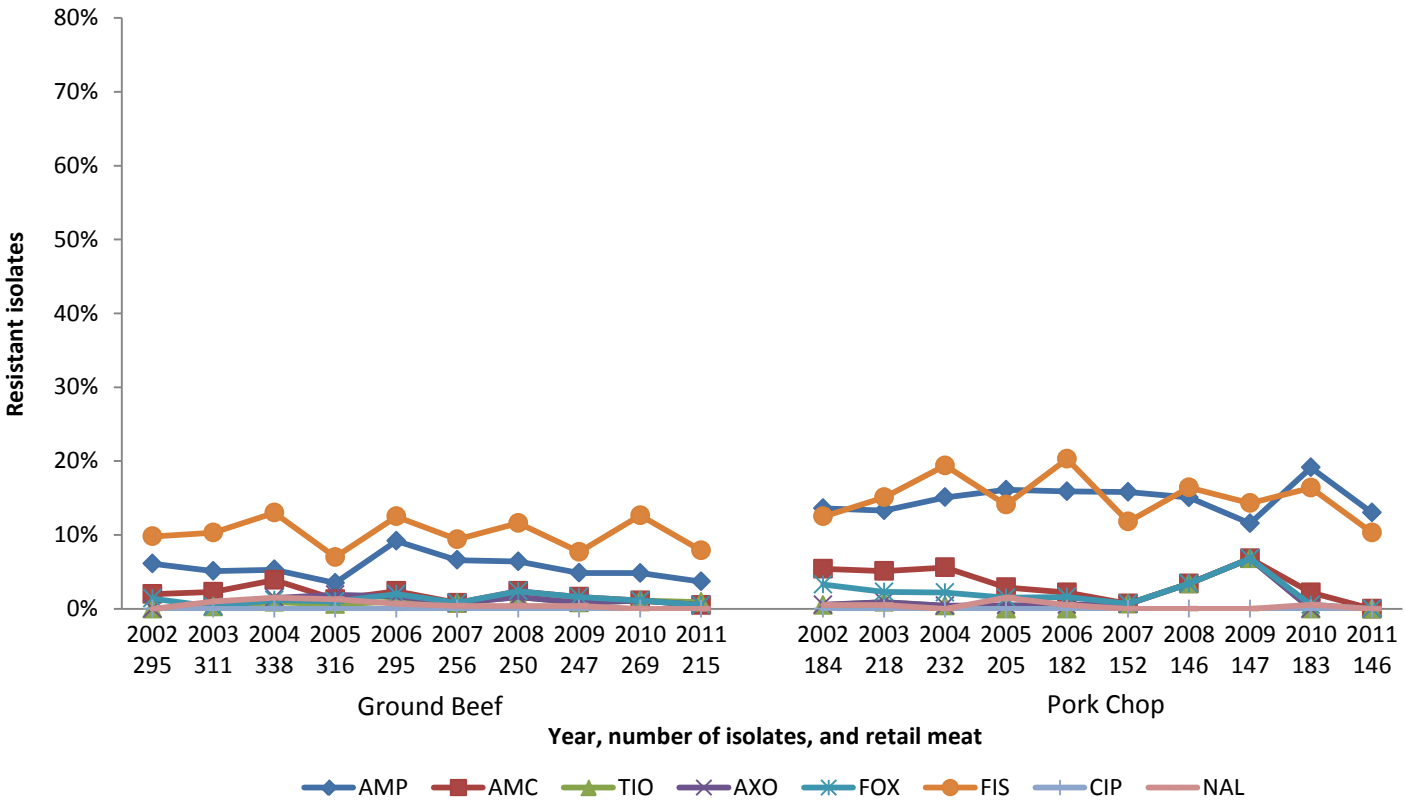 80%
70%
60%
50%
40%
30%
20%
10%
0%
Resistant isolates
2002 2003 2004 2005 2006 2007 2008 2009 2010 2011 2002 2003 2004 2005 2006 2007 2008 2009 2010 2011
295 311 338 316 295 256 250 247 269 215 184 218 232 205 182 152 146 147 183 146
Ground Beef Pork Chop
Year, number of isolates, and retail meat
AMP AMC TIO AXO FOX FIS CIP NAL